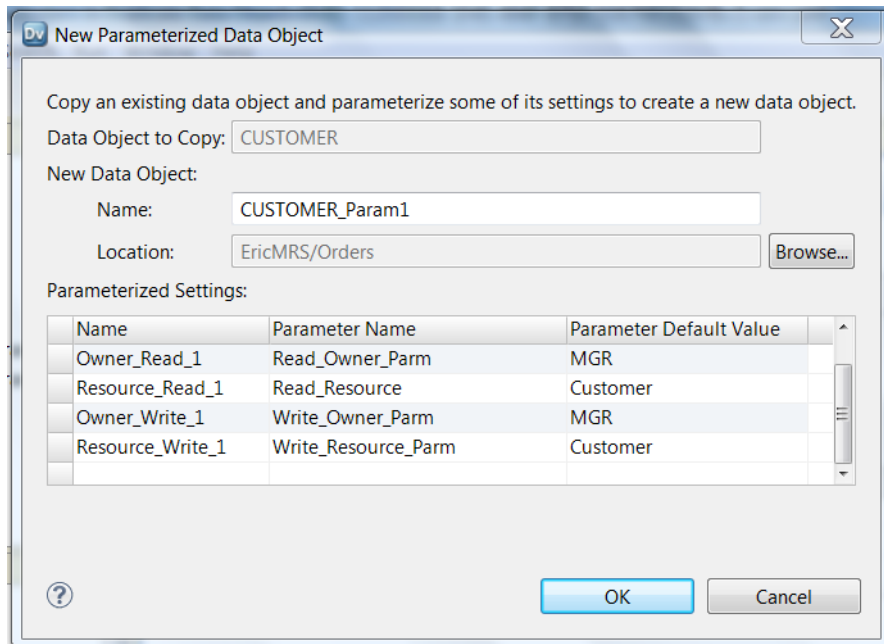 Dv New Parameterized Data Object
Copy an existing data object and parameterize some of its settings to create a new data object.
Data Object to Copy: CUSTOMER
New Data Object:
Name: CUSTOMER_Param1
Location: EricMRS/Orders Browse...
Parameterized Settings:
Name Parameter Name Parameter Default Value
Owner_Read_1 Read_Owner_Parm MGR
Resource_Read_1 Read_Resource Customer
Owner_Write_1 Write_Owner_Parm MGR
Resource_Write_1 Write_Resource_Parm Customer
? OK Cancel